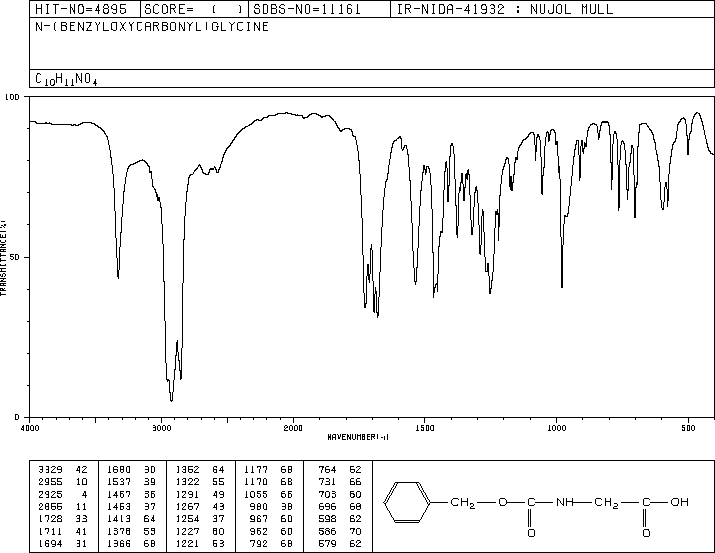 HIT-NO=4895 SCORE= ( ) SDBS-NO=11161 IR-NIDA-41932 : NUJOL MULL
N-(BENZYLOXYCARBONYL)GLYCINE
C10H11NO4
100
50
0
TRANSMITTANCE(%)
4000 3000 2000 1500 1000 500
WAVENUMBER(-1)
3329 42 1680 30 1352 64 1177 68 764 62
2955 10 1537 39 1322 55 1170 68 731 66
2925 4 1467 36 1291 49 1055 66 703 60
2866 11 1453 37 1267 43 980 38 696 68
1728 33 1413 64 1254 37 967 60 598 62
1711 41 1378 55 1227 60 962 60 586 70
1694 31 1366 68 1221 53 792 68 579 62
CH2 O C NH CH2 C OH
O O